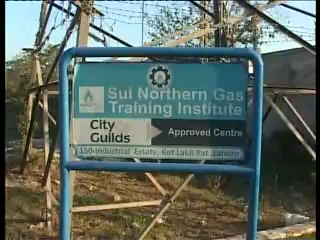 Sui Northern Gas
Training Institute
City
Guilds
Approved Centre
150-Industrial Estate, Kot Lakh Pat, Lahore